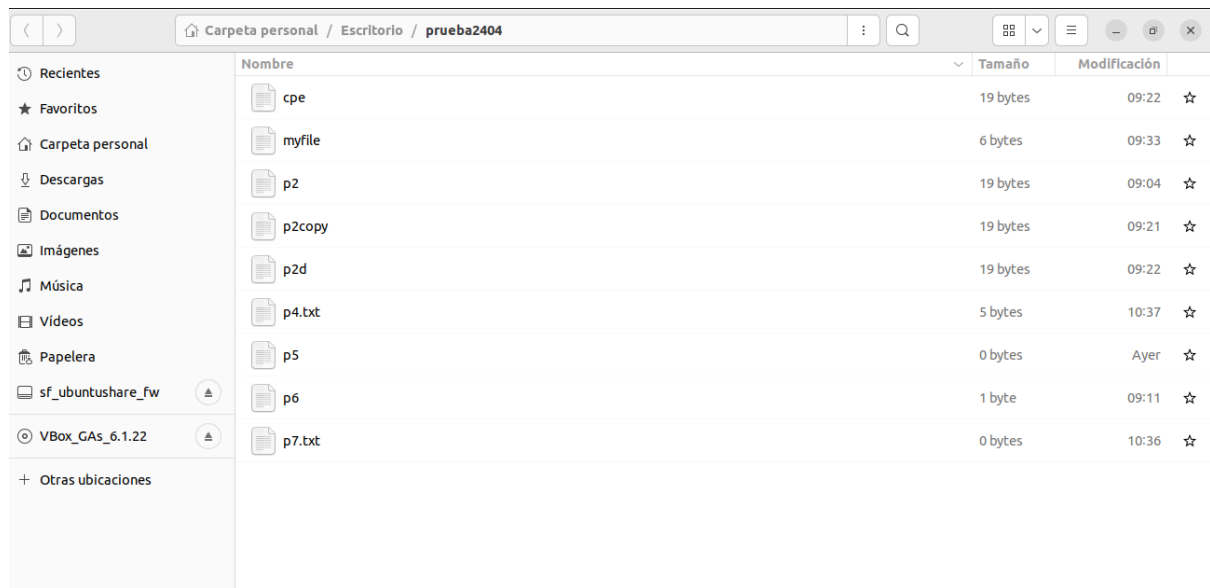 Carpeta personal / Escritorio / prueba2404
Recientes
Favoritos
Carpeta personal
Descargas
Documentos
Imágenes
Música
Vídeos
Papelera
sf_ubuntushare_fw
VBox_GAs_6.1.22
+ Otras ubicaciones
Nombre Tamaño Modificación
cpe 19 bytes 09:22
myfile 6 bytes 09:33
p2 19 bytes 09:04
p2copy 19 bytes 09:21
p2d 19 bytes 09:22
p4.txt 5 bytes 10:37
p5 0 bytes Ayer
p6 1 byte 09:11
p7.txt 0 bytes 10:36